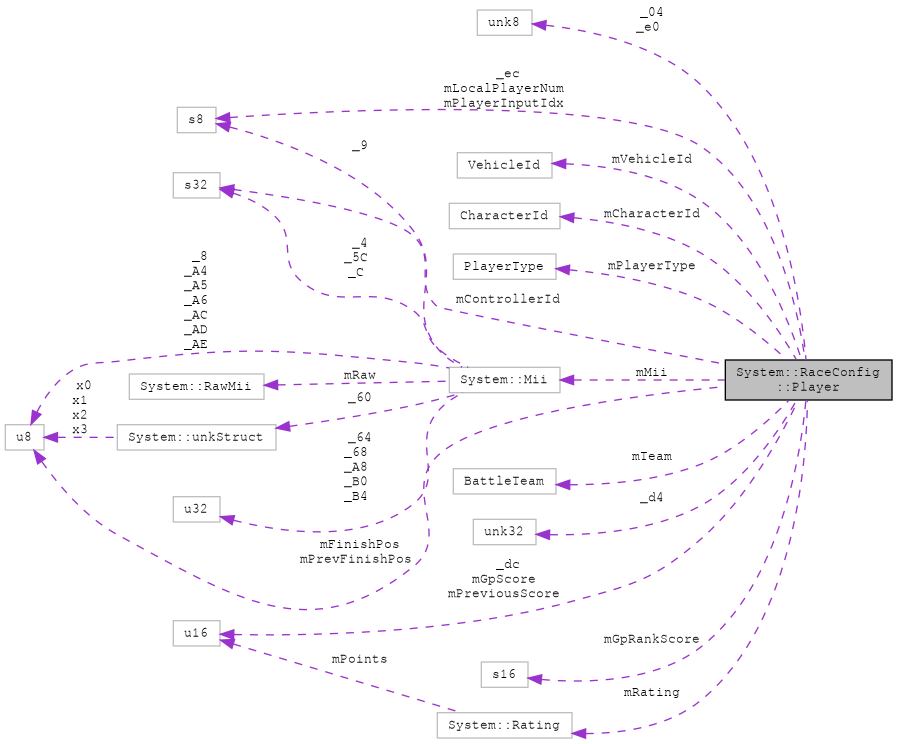 _04
_e0
unk8
_ec
mLocalPlayerNum
mPlayerInputIdx
s8
_9
VehicleId
mVehicleId
s32
CharacterId
mCharacterId
_4
_5C
_C
_8
_A4
_A5
_A6
_AC
_AD
_AE
PlayerType
mPlayerType
mControllerId
System::RaceConfig
::Player
mMii
System::Mii
mRaw
System::RawMii
_60
x0
x1
x2
x3
u8
System::unkStruct
_64
_68
_A8
_B0
_B4
mTeam
BattleTeam
_d4
u32
unk32
mFinishPos
mPrevFinishPos
_dc
mGpScore
mPreviousScore
u16
mGpRankScore
mPoints
s16
mRating
System::Rating